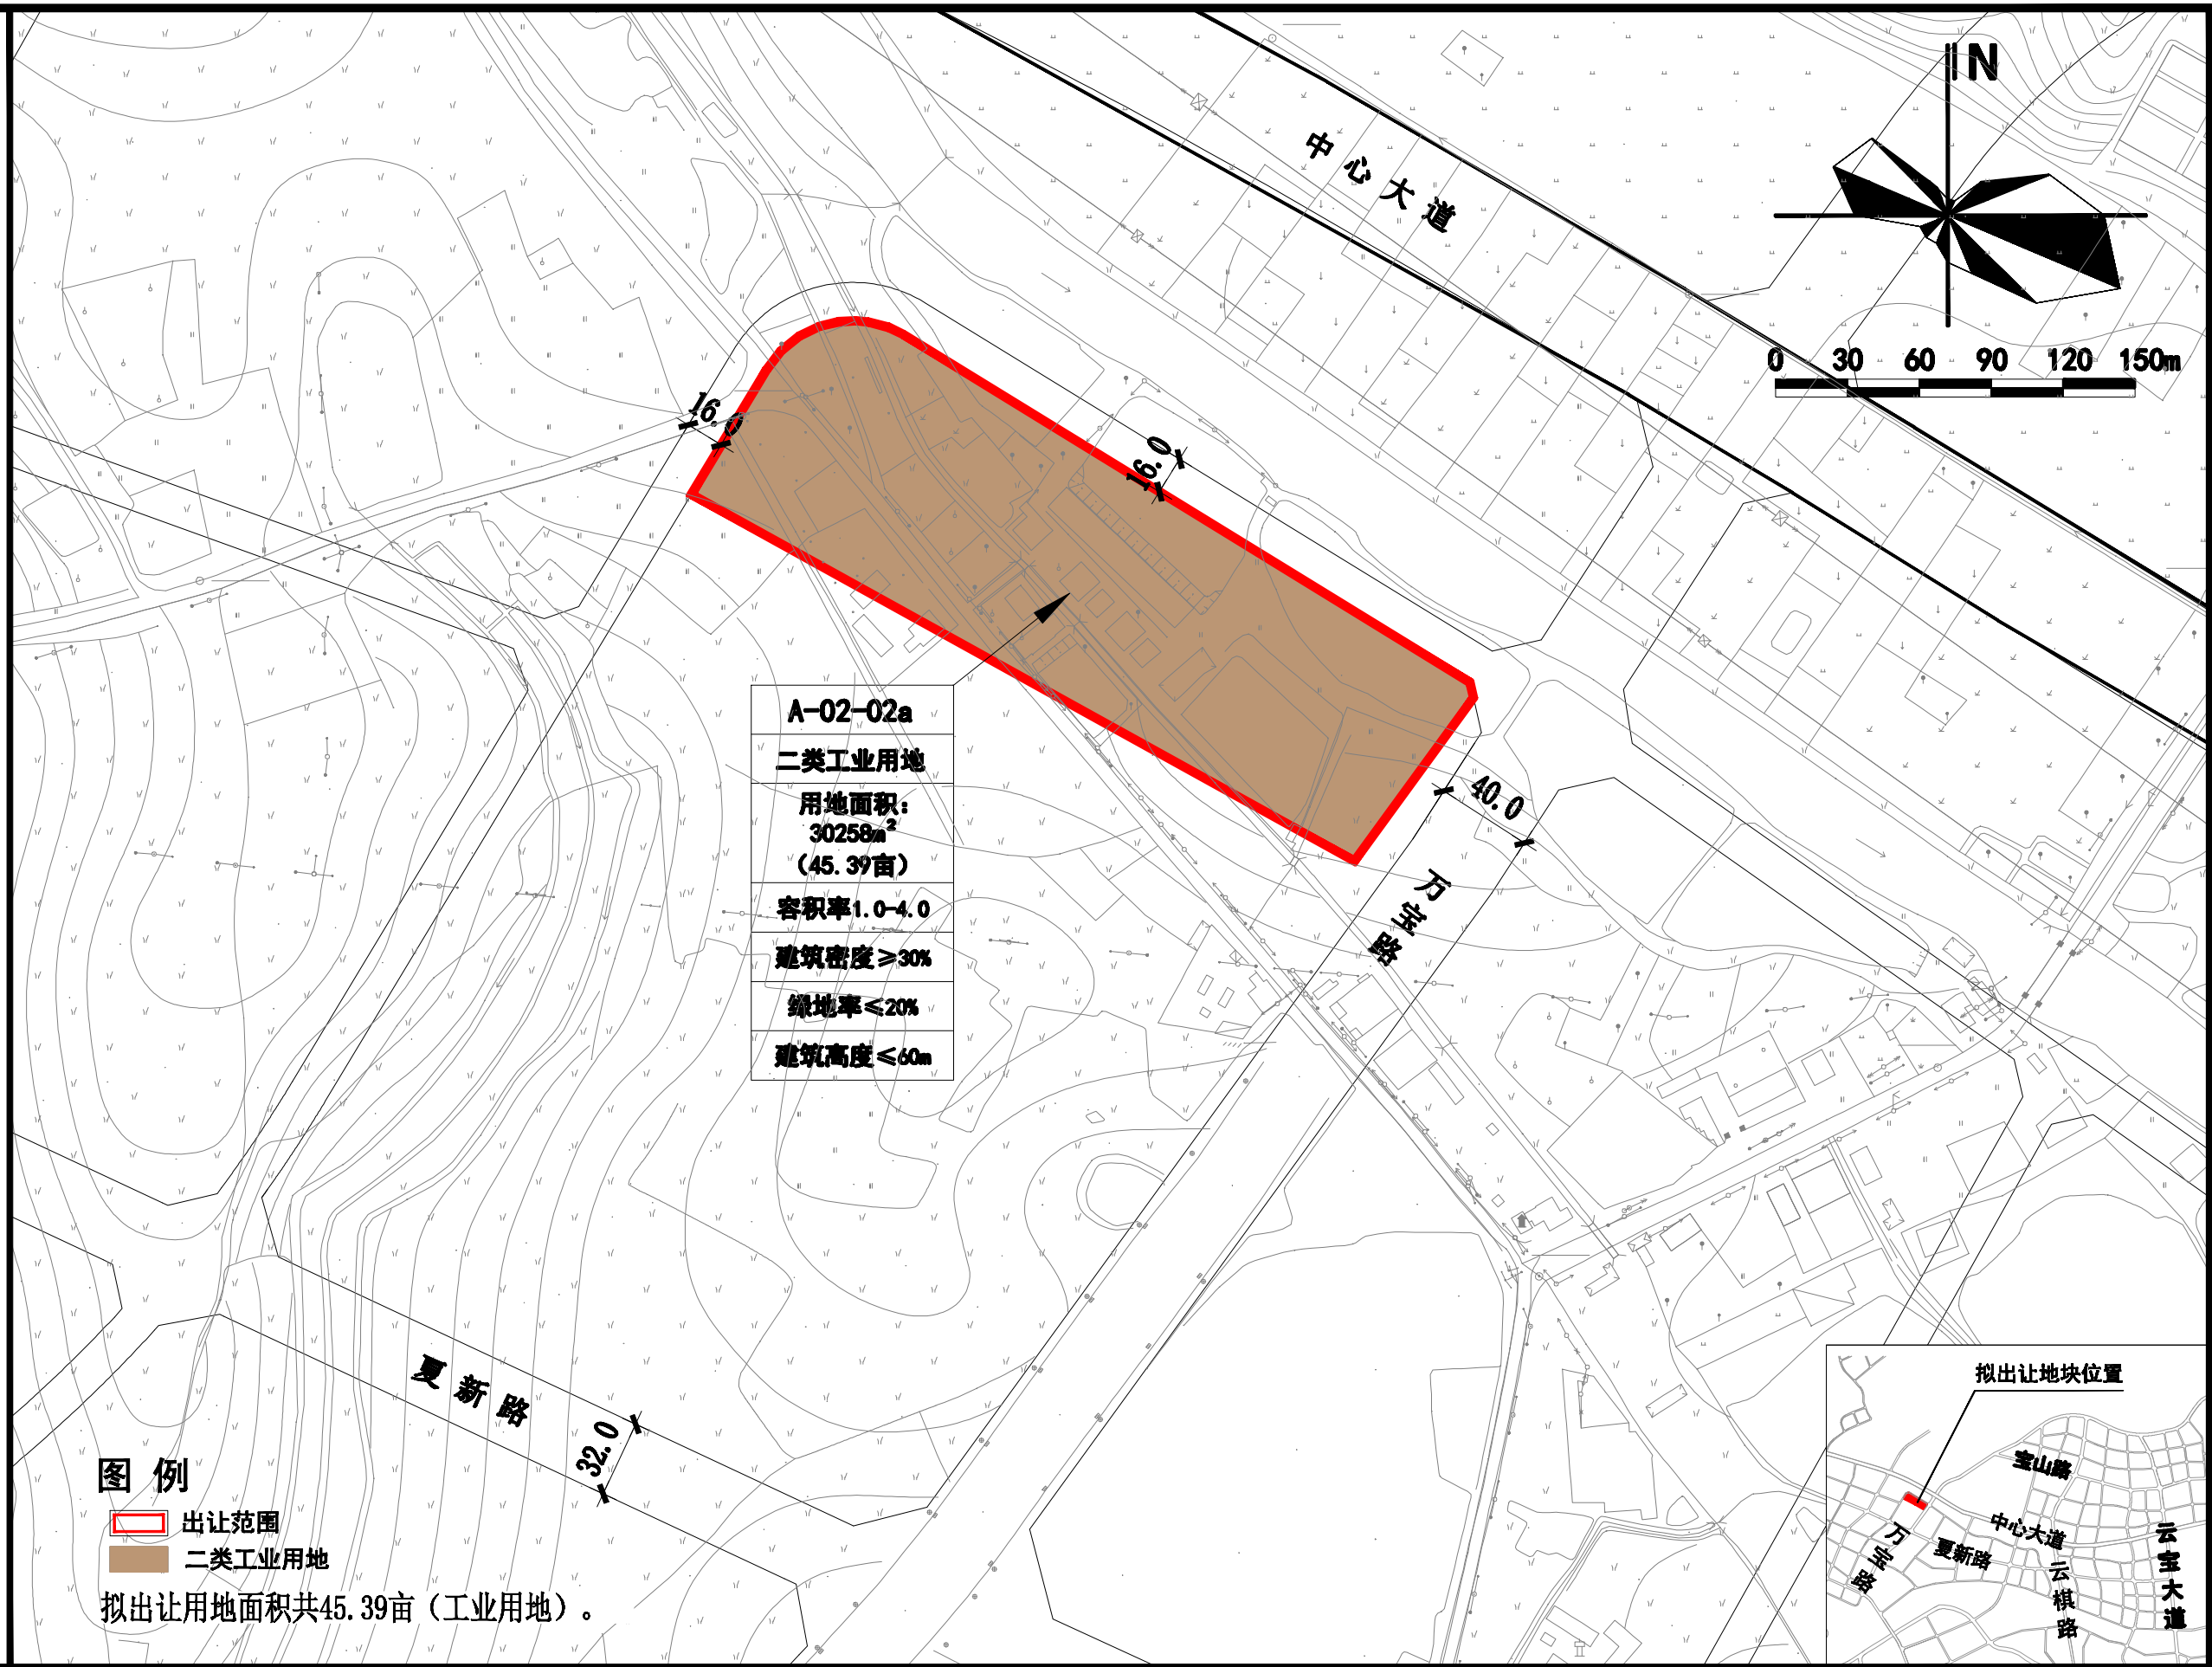 中心大道
N
0 30 60 90 120 150m
16.0
16.0
A-02-02a
二类工业用地
用地面积：
30258m²
（45.39亩）
容积率1.0-4.0
建筑密度≥30%
绿地率≤20%
建筑高度≤60m
40.0
万宝路
夏新路
32.0
图 例
出让范围
二类工业用地
拟出让用地面积共45.39亩（工业用地）。
拟出让地块位置
宝山路
中心大道
万宝路
夏新路
云棋路
云宝大道